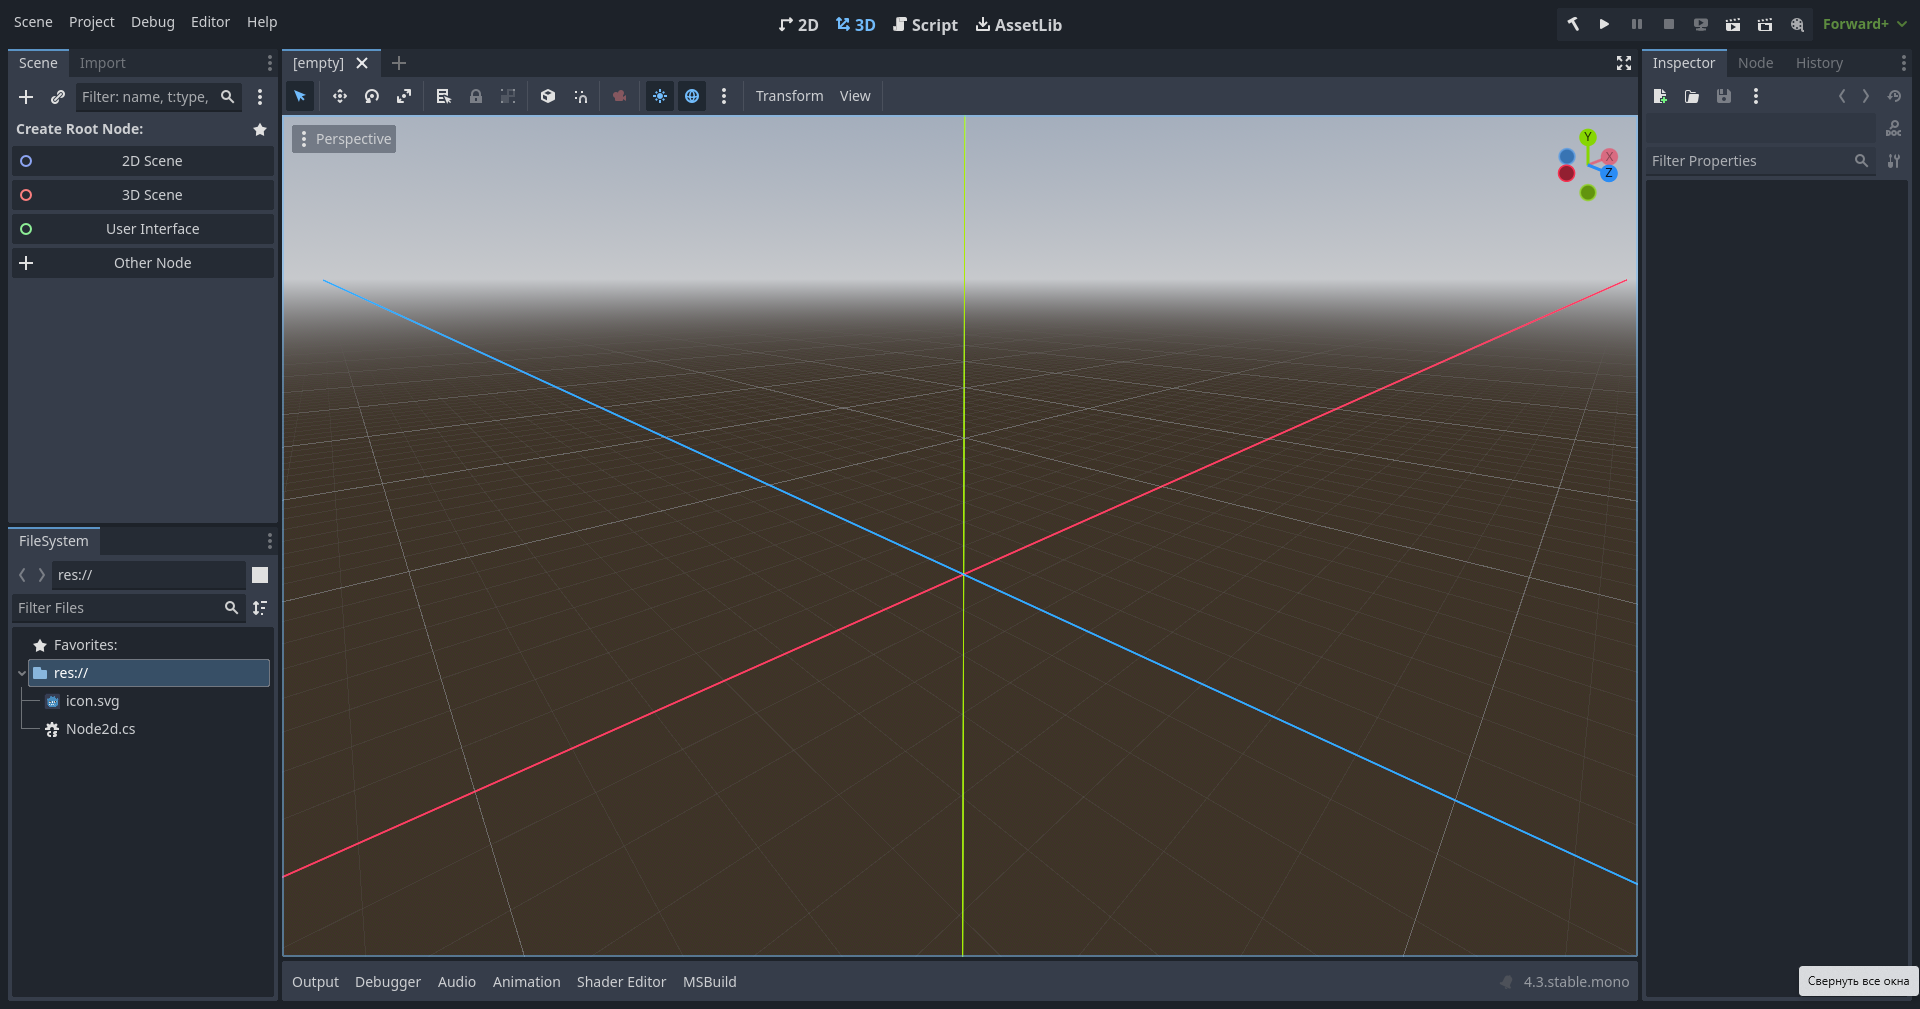 Scene Project Debug Editor Help
2D 3D Script AssetLib
Forward+
Scene Import
Filter: name, t:type,
Create Root Node:
2D Scene
3D Scene
User Interface
Other Node
FileSystem
res://
Filter Files
Favorites:
res://
icon.svg
Node2d.cs
[empty]
Transform View
Perspective
Y
X
Z
Output Debugger Audio Animation Shader Editor MSBuild
4.3.stable.mono
Inspector Node History
DOC
Filter Properties
Свернуть все окна